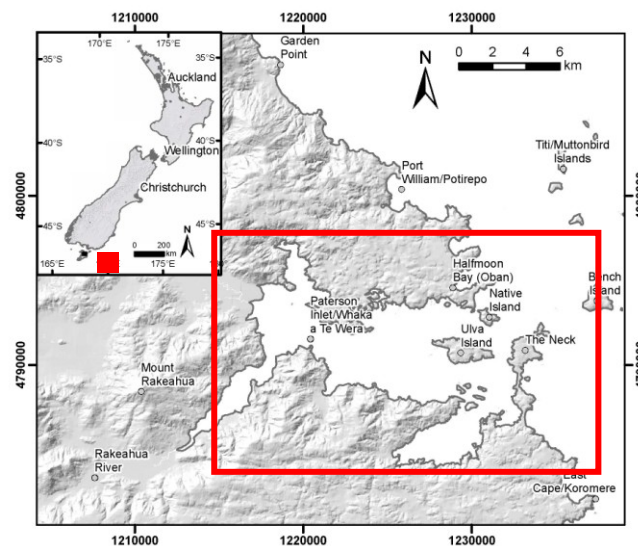 1210000
1220000
1230000
170°E
175°E
35°S
35°S
Auckland
40°S
40°S
Wellington
Christchurch
45°S
45°S
0
200
km
N
165°E
170°E
175°E
Garden
Point
N
0
2
4
6
km
Port
William/Potirepo
Titi/Muttonbird
Islands
4800000
4800000
Halfmoon
Bay (Oban)
Native
Island
Bench
Island
Paterson
Inlet/Whaka
a Te Wera
Ulva
Island
The Neck
4790000
4790000
Mount
Rakeahua
Rakeahua
River
East
Cape/Koromere
1210000
1220000
1230000